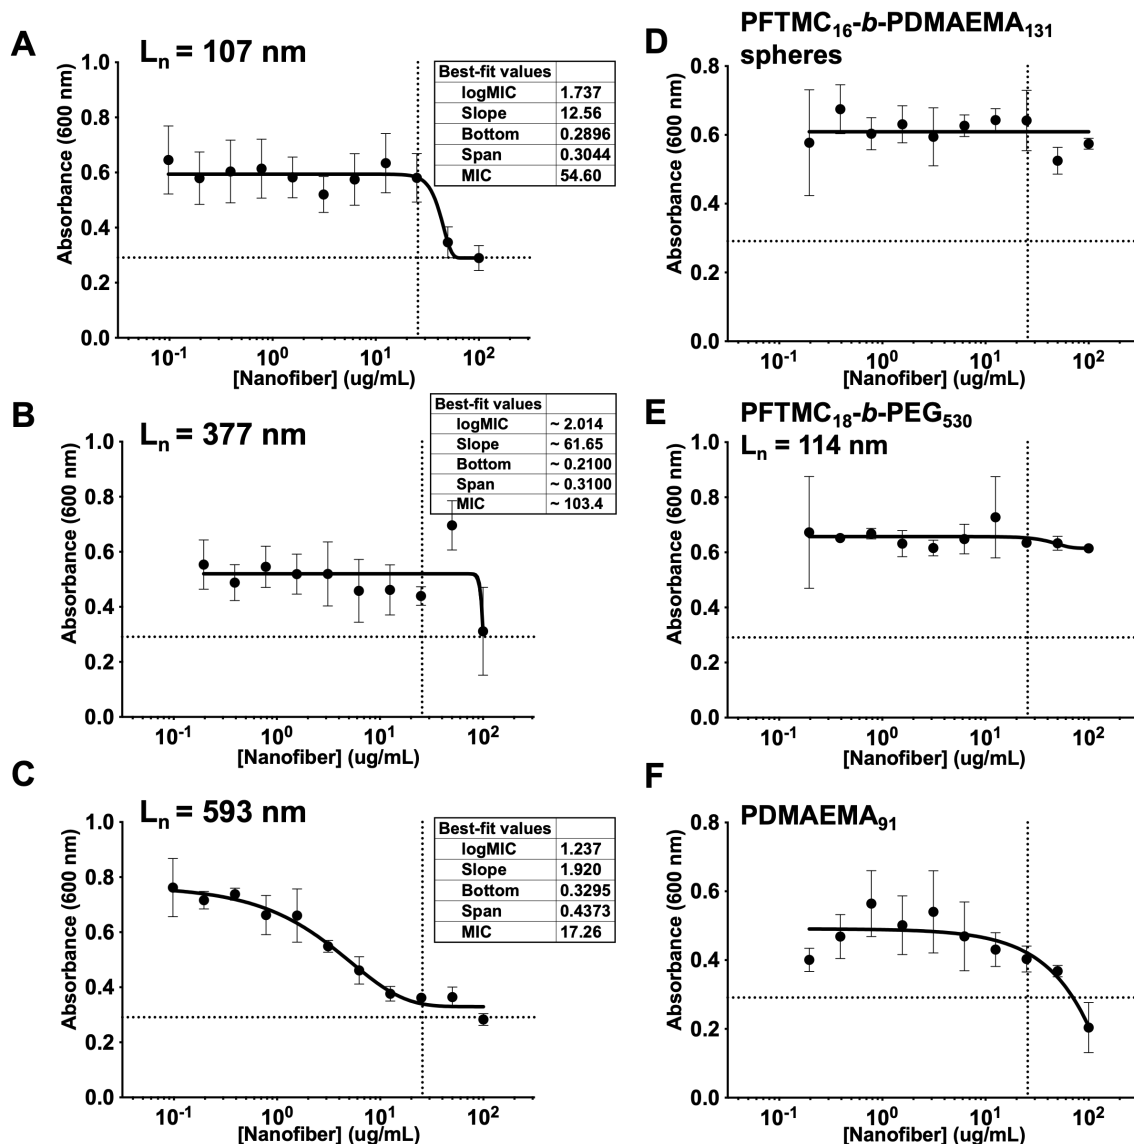 A
Lₙ = 107 nm
Absorbance (600 nm)
1.0
0.8
0.6
0.4
0.2
0.0
10⁻¹ 10⁰ 10¹ 10²
[Nanofiber] (ug/mL)
Best-fit values
logMIC 1.737
Slope 12.56
Bottom 0.2896
Span 0.3044
MIC 54.60
B
Lₙ = 377 nm
Absorbance (600 nm)
1.0
0.8
0.6
0.4
0.2
0.0
10⁻¹ 10⁰ 10¹ 10²
[Nanofiber] (ug/mL)
Best-fit values
logMIC ~ 2.014
Slope ~ 61.65
Bottom ~ 0.2100
Span ~ 0.3100
MIC ~ 103.4
C
Lₙ = 593 nm
Absorbance (600 nm)
1.0
0.8
0.6
0.4
0.2
0.0
10⁻¹ 10⁰ 10¹ 10²
[Nanofiber] (ug/mL)
Best-fit values
logMIC 1.237
Slope 1.920
Bottom 0.3295
Span 0.4373
MIC 17.26
D
PFTMC₁₆-b-PDMAEMA₁₃₁
spheres
Absorbance (600 nm)
0.8
0.6
0.4
0.2
0.0
10⁻¹ 10⁰ 10¹ 10²
[Nanofiber] (ug/mL)
E
PFTMC₁₈-b-PEG₅₃₀
Lₙ = 114 nm
Absorbance (600 nm)
1.0
0.8
0.6
0.4
0.2
0.0
10⁻¹ 10⁰ 10¹ 10²
[Nanofiber] (ug/mL)
F
PDMAEMA₉₁
Absorbance (600 nm)
0.8
0.6
0.4
0.2
0.0
10⁻¹ 10⁰ 10¹ 10²
[Nanofiber] (ug/mL)